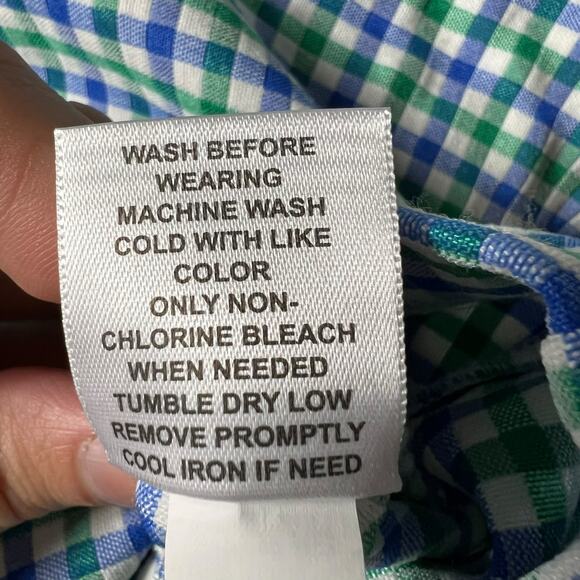 WASH BEFORE
WEARING
MACHINE WASH
COLD WITH LIKE
COLOR
ONLY NON-
CHLORINE BLEACH
WHEN NEEDED
TUMBLE DRY LOW
REMOVE PROMPTLY
COOL IRON IF NEED